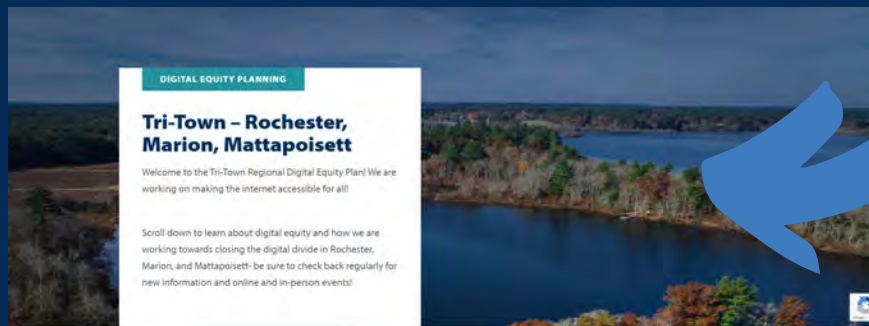 DIGITAL EQUITY PLANNING
Tri-Town – Rochester,
Marion, Mattapoisett
Welcome to the Tri-Town Regional Digital Equity Plan! We are
working on making the internet accessible for all!
Scroll down to learn about digital equity and how we are
working towards closing the digital divide in Rochester,
Marion, and Mattapoisett- be sure to check back regularly for
new information and online and in-person events!